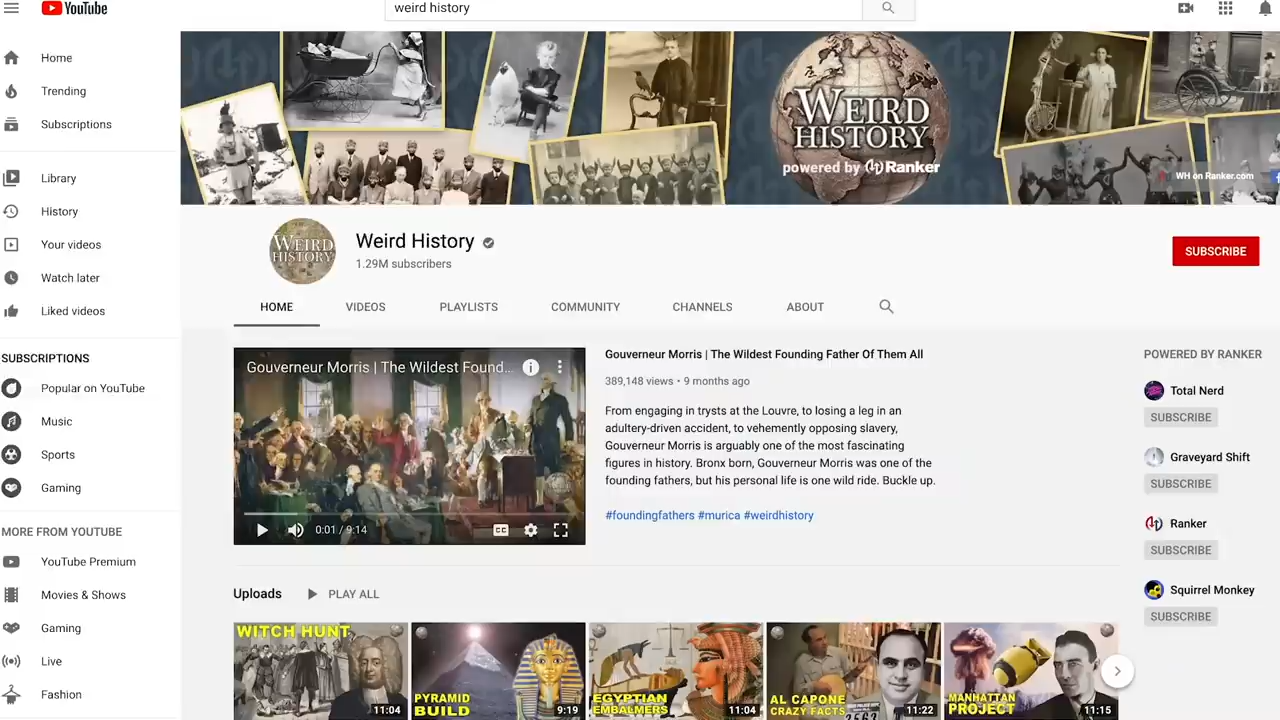 YouTube
weird history
Home
Trending
Subscriptions
Library
History
Your videos
Watch later
Liked videos
SUBSCRIPTIONS
Popular on YouTube
Music
Sports
Gaming
MORE FROM YOUTUBE
YouTube Premium
Movies & Shows
Gaming
Live
Fashion
WEIRD
HISTORY
powered by Ranker
WH on Ranker.com
WEIRD
HISTORY
Weird History
1.29M subscribers
SUBSCRIBE
HOME VIDEOS PLAYLISTS COMMUNITY CHANNELS ABOUT
Gouverneur Morris | The Wildest Found...
0:01 / 9:14
CC
Gouverneur Morris | The Wildest Founding Father Of Them All
389,148 views • 9 months ago
From engaging in trysts at the Louvre, to losing a leg in an
adultery-driven accident, to vehemently opposing slavery,
Gouverneur Morris is arguably one of the most fascinating
figures in history. Bronx born, Gouverneur Morris was one of the
founding fathers, but his personal life is one wild ride. Buckle up.
#foundingfathers #murica #weirdhistory
POWERED BY RANKER
Total Nerd
SUBSCRIBE
Graveyard Shift
SUBSCRIBE
Ranker
SUBSCRIBE
Squirrel Monkey
SUBSCRIBE
Uploads PLAY ALL
WITCH HUNT
11:04
PYRAMID
BUILD
9:19
EGYPTIAN
EMBALMERS
11:04
AL CAPONE
CRAZY FACTS
11:22
MANHATTAN
PROJECT
11:15